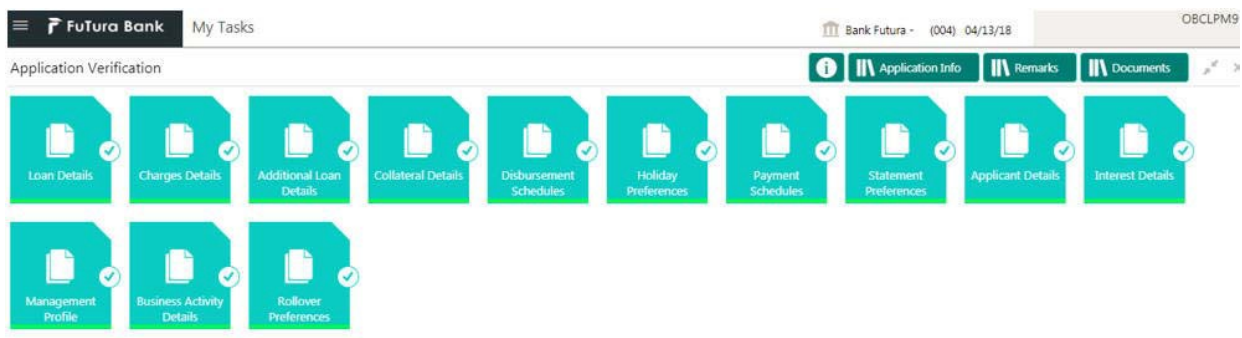 FuTura Bank My Tasks Bank Futura - (004) 04/13/18 OBCLPM9
Application Verification i Application Info Remarks Documents
Loan Details
Charges Details
Additional Loan
Details
Collateral Details
Disbursement
Schedules
Holiday
Preferences
Payment
Schedules
Statement
Preferences
Applicant Details
Interest Details
Management
Profile
Business Activity
Details
Rollover
Preferences